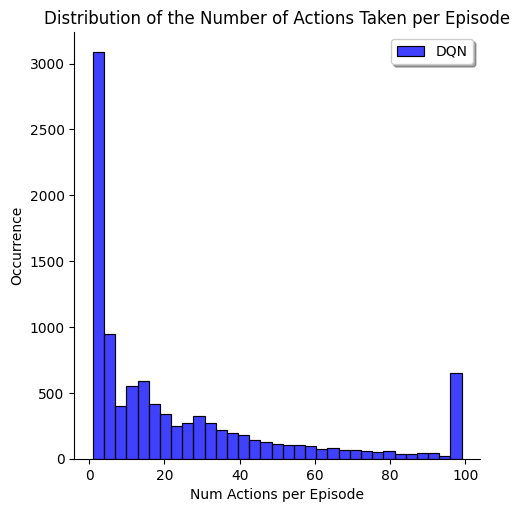 Distribution of the Number of Actions Taken per Episode
DQN
3000
2500
2000
1500
1000
500
0
Occurrence
0 20 40 60 80 100
Num Actions per Episode